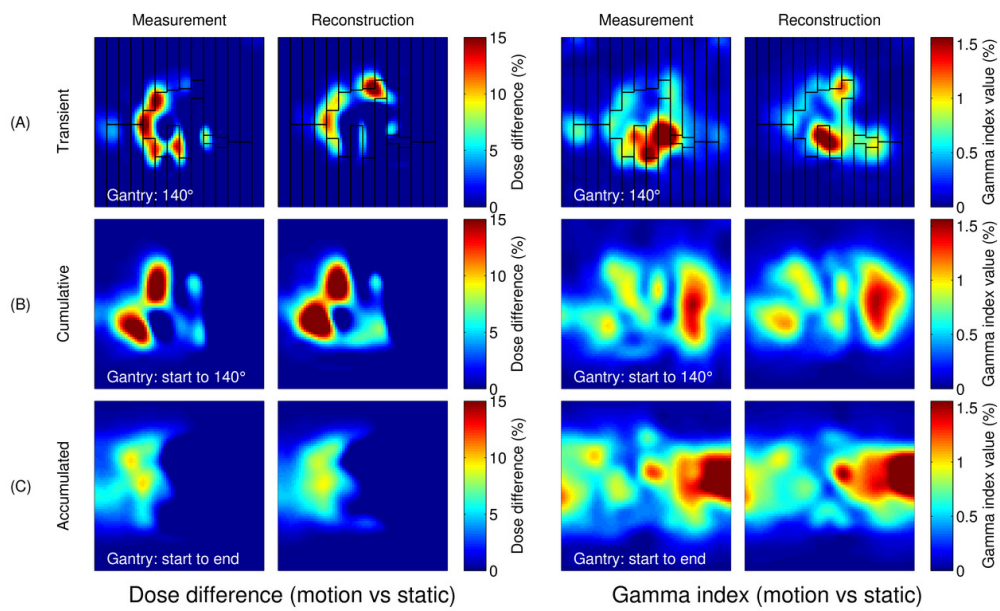 Measurement Reconstruction Measurement Reconstruction
(A) Transient Gantry: 140° 15 10 5 0 Dose difference (%) Gantry: 140° 1.5 1 0.5 0 Gamma index value (%)
(B) Cumulative Gantry: start to 140° 15 10 5 0 Dose difference (%) Gantry: start to 140° 1.5 1 0.5 0 Gamma index value (%)
(C) Accumulated Gantry: start to end 15 10 5 0 Dose difference (%) Gantry: start to end 1.5 1 0.5 0 Gamma index value (%)
Dose difference (motion vs static) Gamma index (motion vs static)